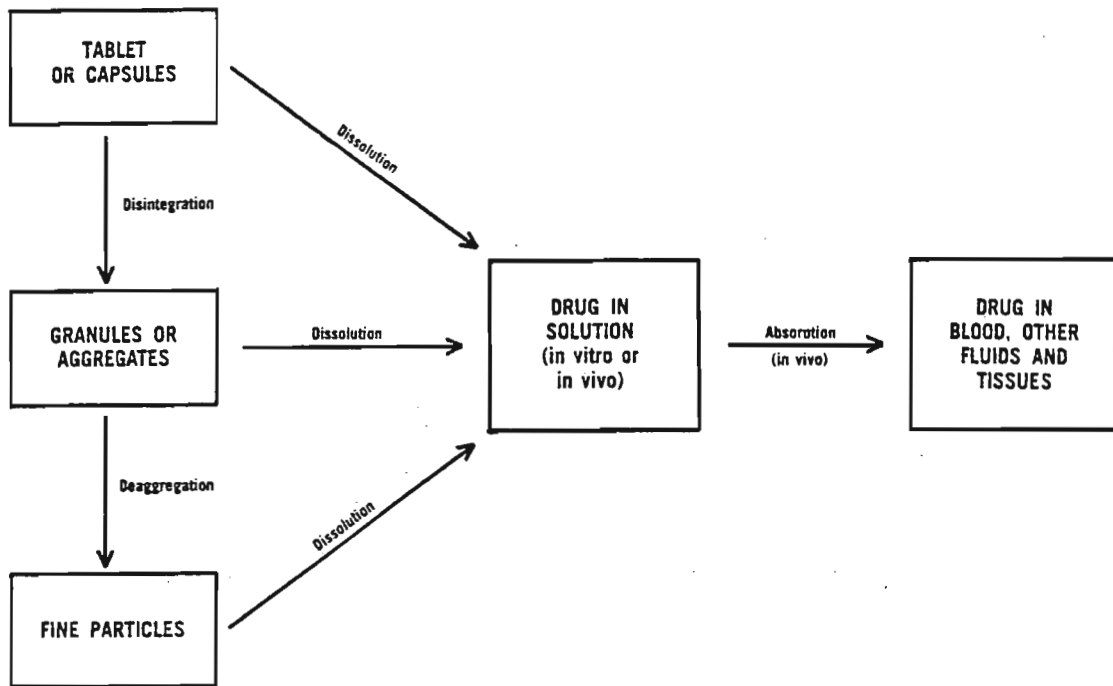 TABLET
OR CAPSULES
Dissolution
Disintegration
GRANULES OR
AGGREGATES
Dissolution
DRUG IN
SOLUTION
(in vitro or
in vivo)
Absoration
(in vivo)
DRUG IN
BLOOD, OTHER
FLUIDS AND
TISSUES
Deaggregation
Dissolution
FINE PARTICLES